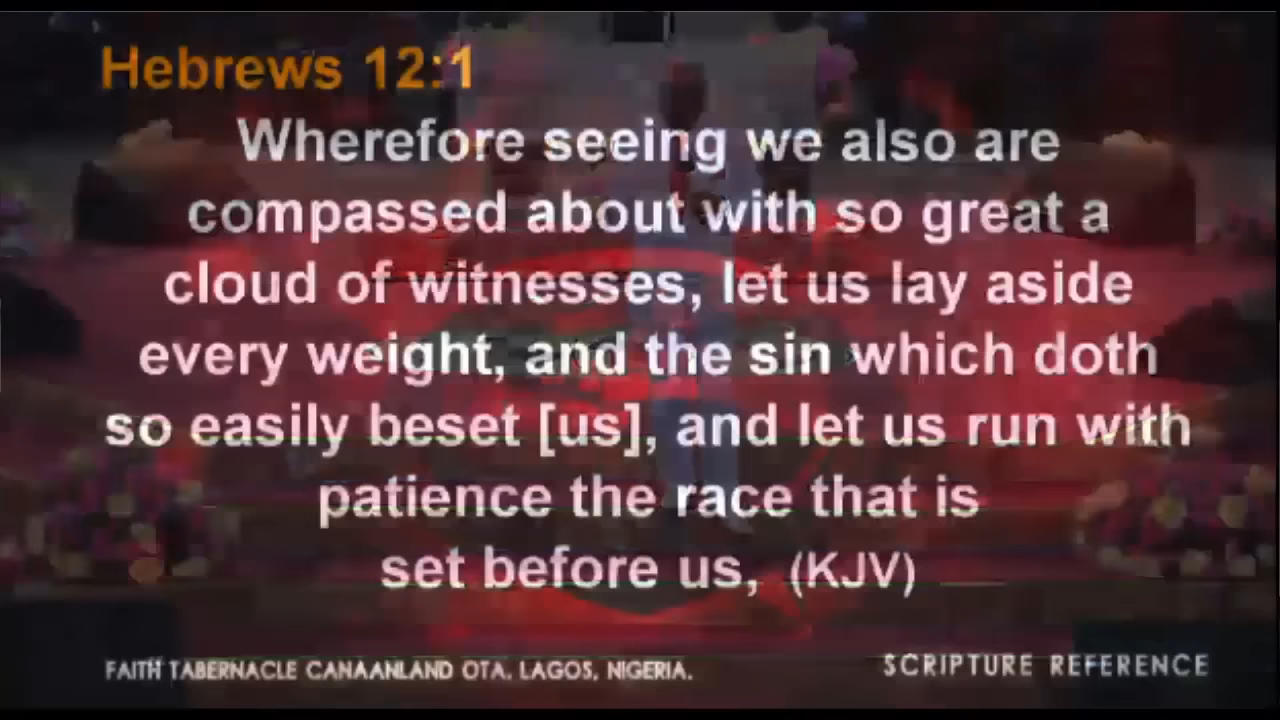 Hebrews 12:1
Wherefore seeing we also are
compassed about with so great a
cloud of witnesses, let us lay aside
every weight, and the sin which doth
so easily beset [us], and let us run with
patience the race that is
set before us, (KJV)
FAITH TABERNACLE CANAANLAND OTA. LAGOS, NIGERIA.
SCRIPTURE REFERENCE